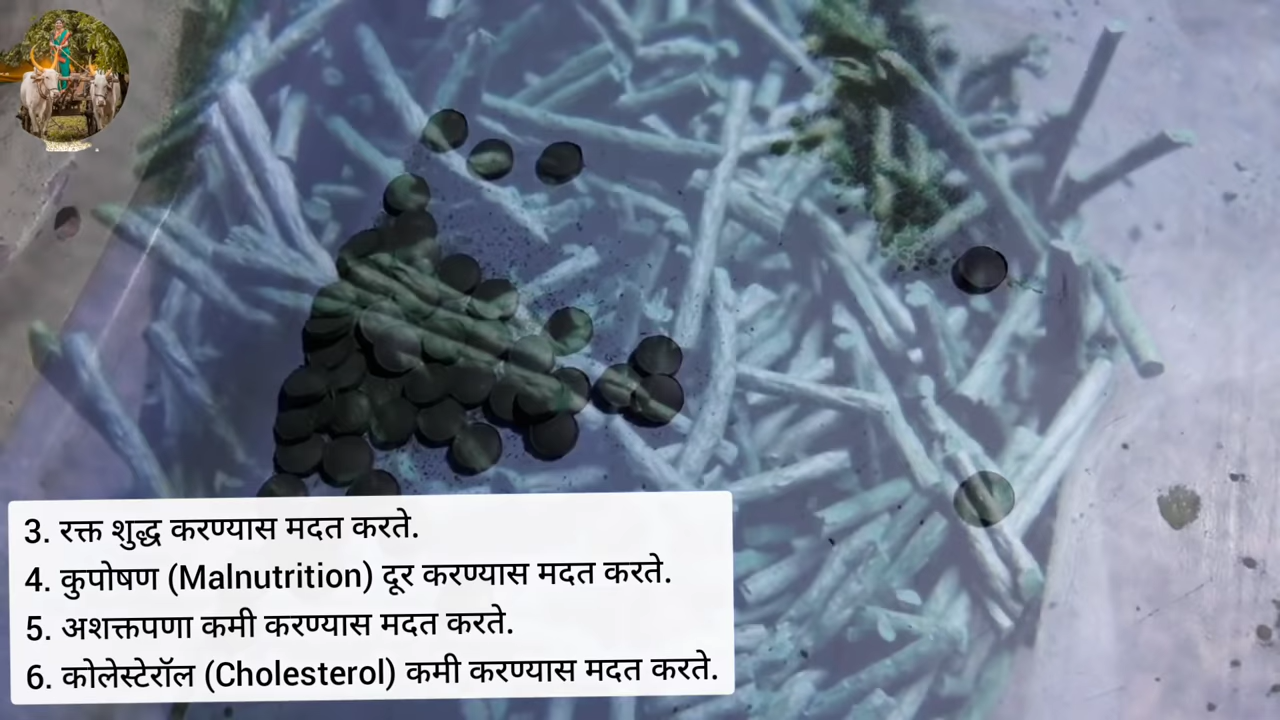 3. रक्त शुद्ध करण्यास मदत करते.
4. कुपोषण (Malnutrition) दूर करण्यास मदत करते.
5. अशक्तपणा कमी करण्यास मदत करते.
6. कोलेस्टेरॉल (Cholesterol) कमी करण्यास मदत करते.